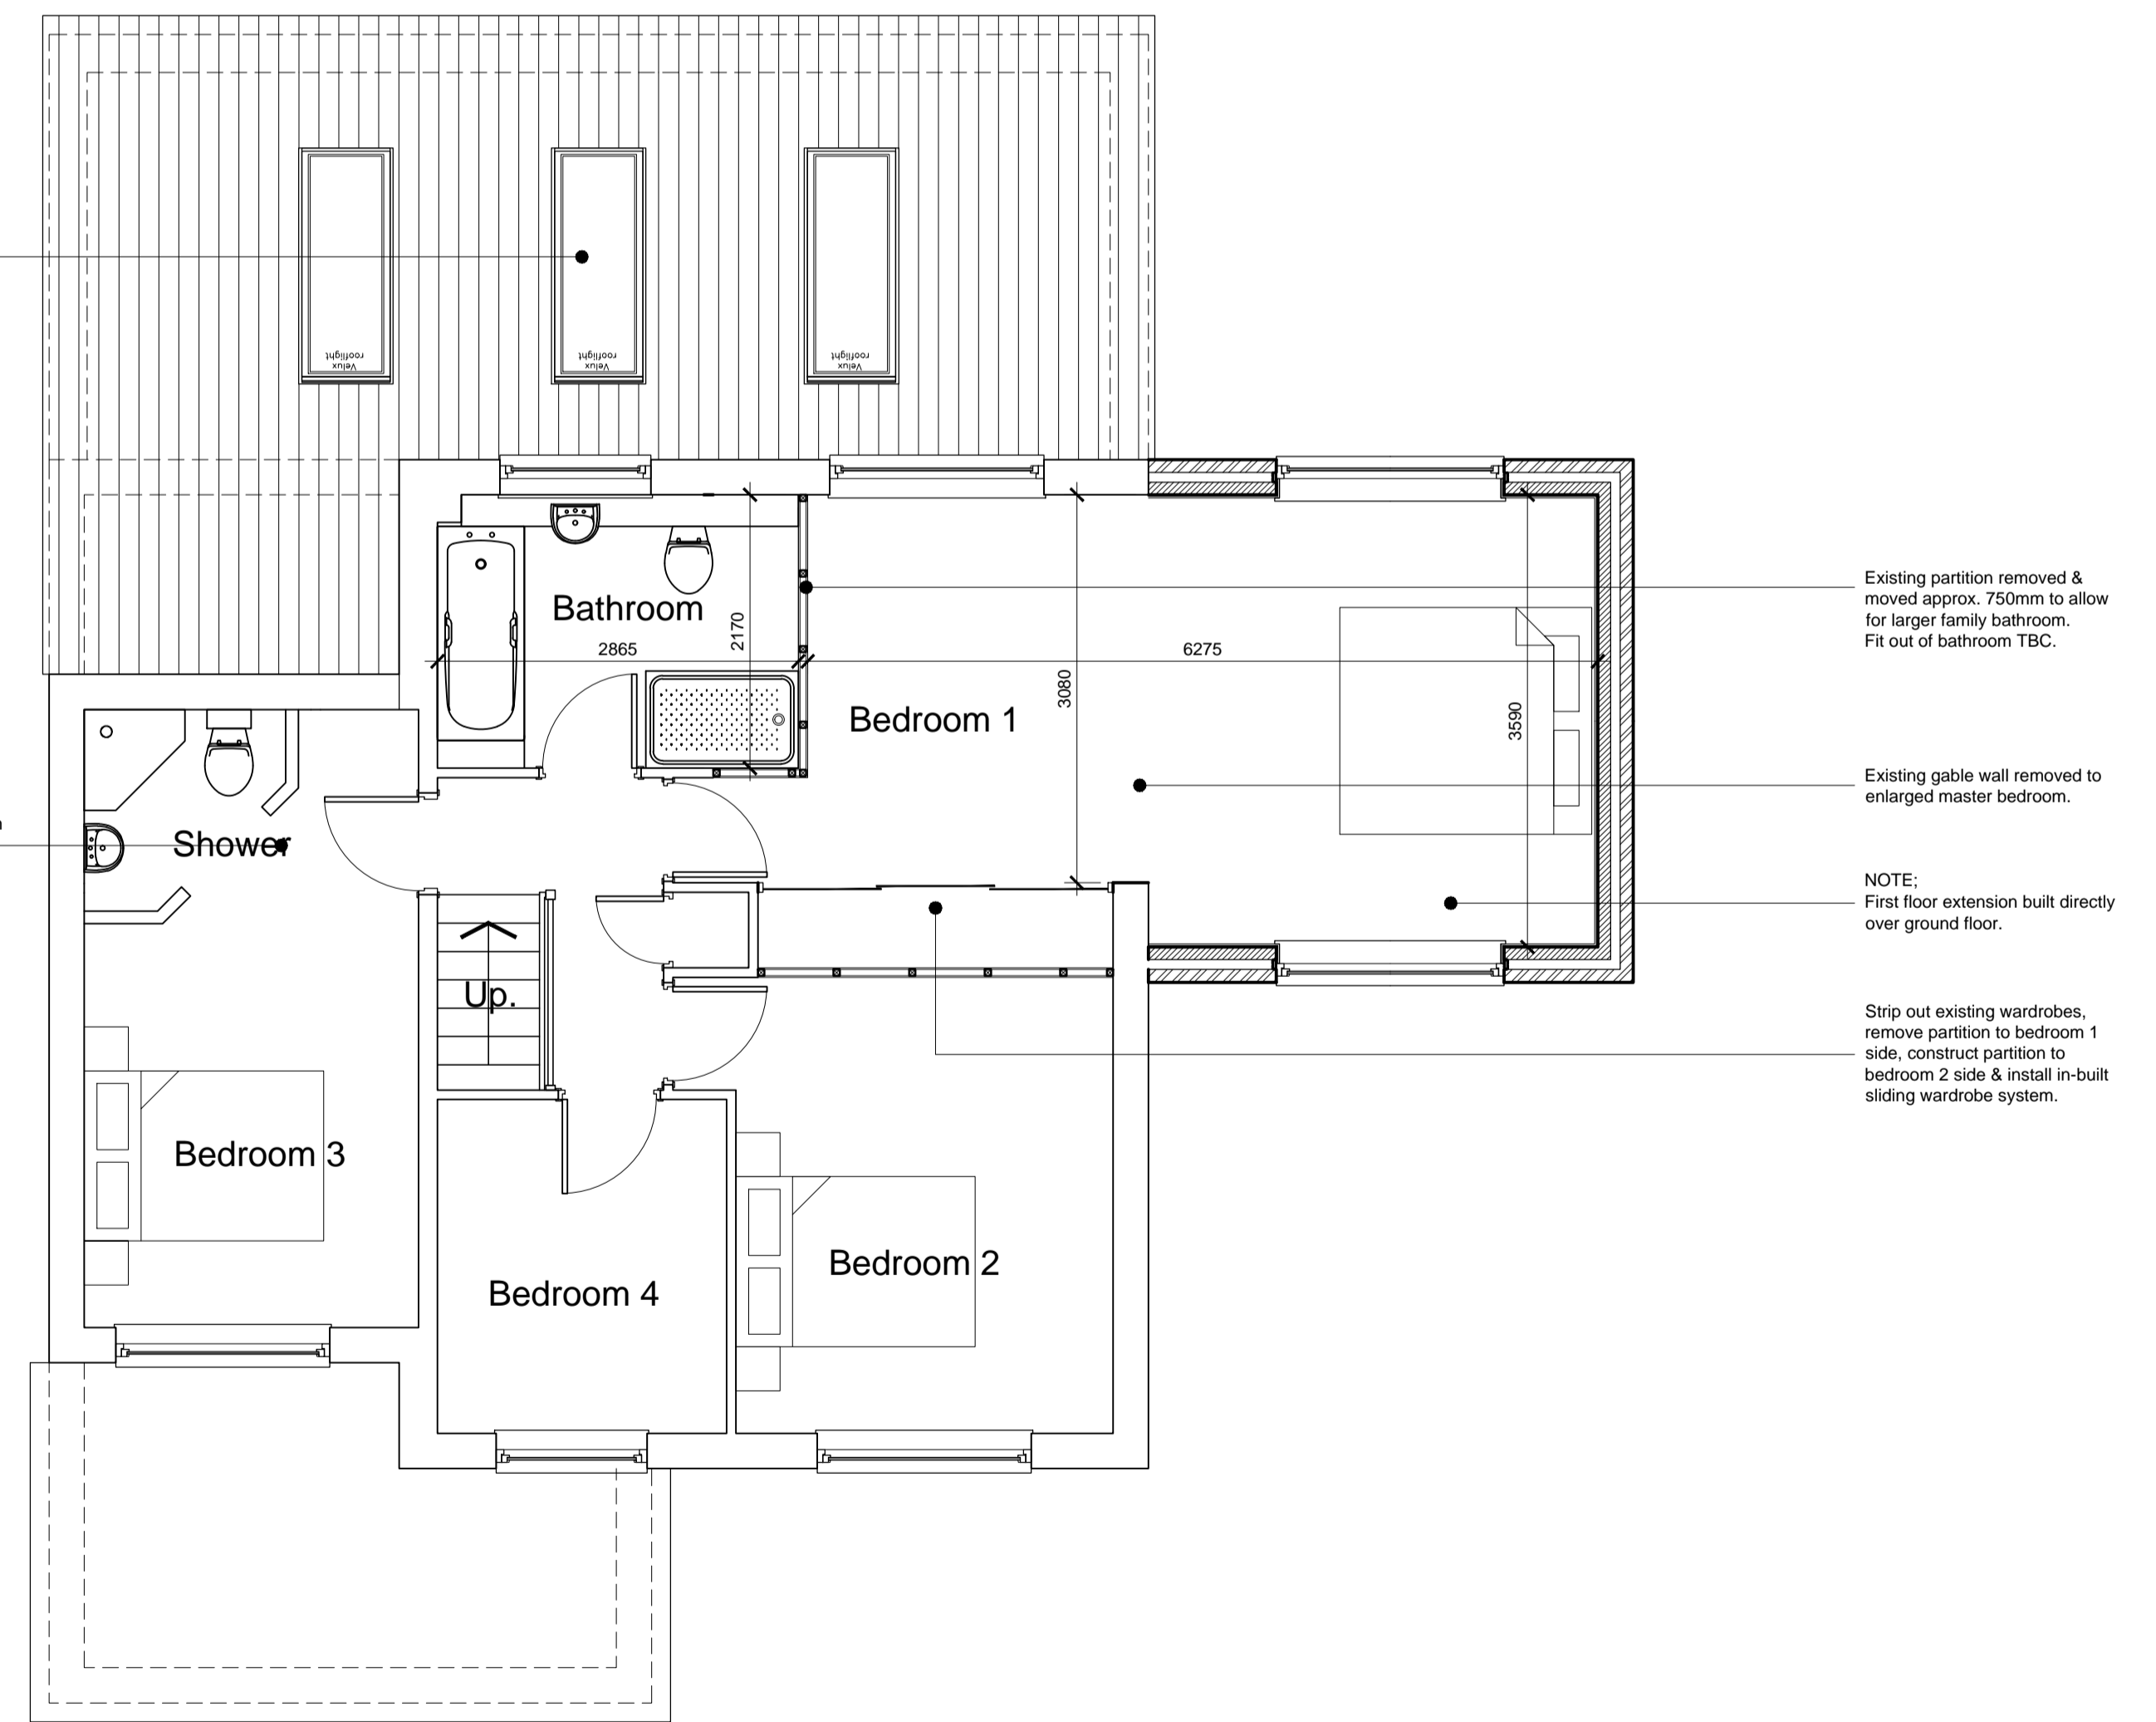 Velux
rooflight
Velux
rooflight
Velux
rooflight
Bathroom
2865
2170
6275
3080
3590
Bedroom 1
Shower
Up.
Bedroom 3
Bedroom 4
Bedroom 2
Existing partition removed &
moved approx. 750mm to allow
for larger family bathroom.
Fit out of bathroom TBC.
Existing gable wall removed to
enlarged master bedroom.
NOTE;
First floor extension built directly
over ground floor.
Strip out existing wardrobes,
remove partition to bedroom 1
side, construct partition to
bedroom 2 side & install in-built
sliding wardrobe system.